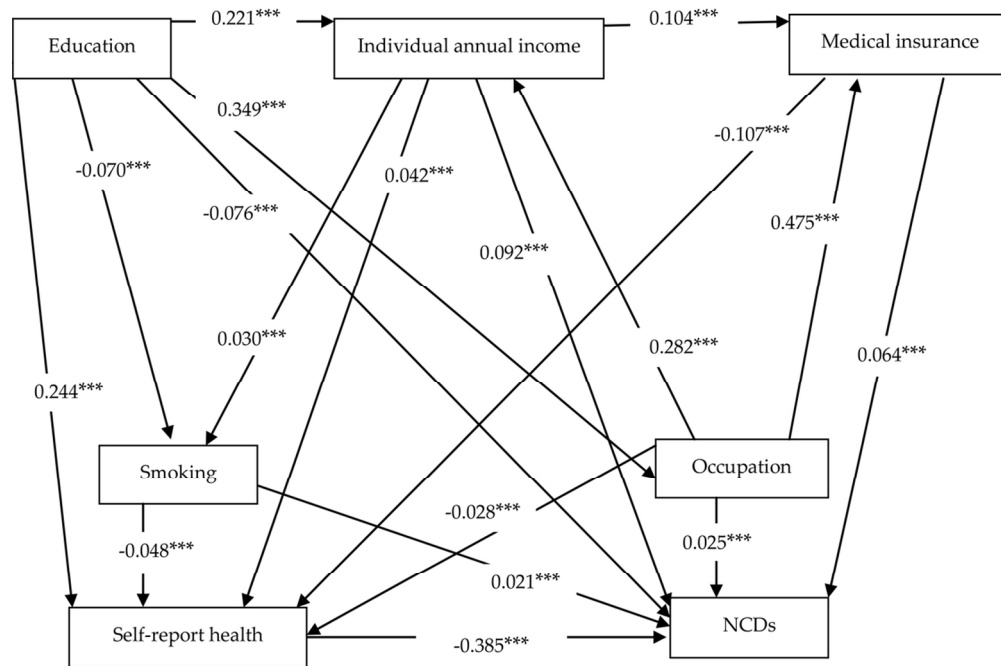 0.221***
0.104***
Education
Individual annual income
Medical insurance
0.349***
-0.107***
-0.070***
0.042***
-0.076***
0.475***
0.092***
0.030***
0.282***
0.064***
0.244***
Smoking
Occupation
-0.028***
-0.048***
0.025***
0.021***
Self-report health
NCDs
-0.385***